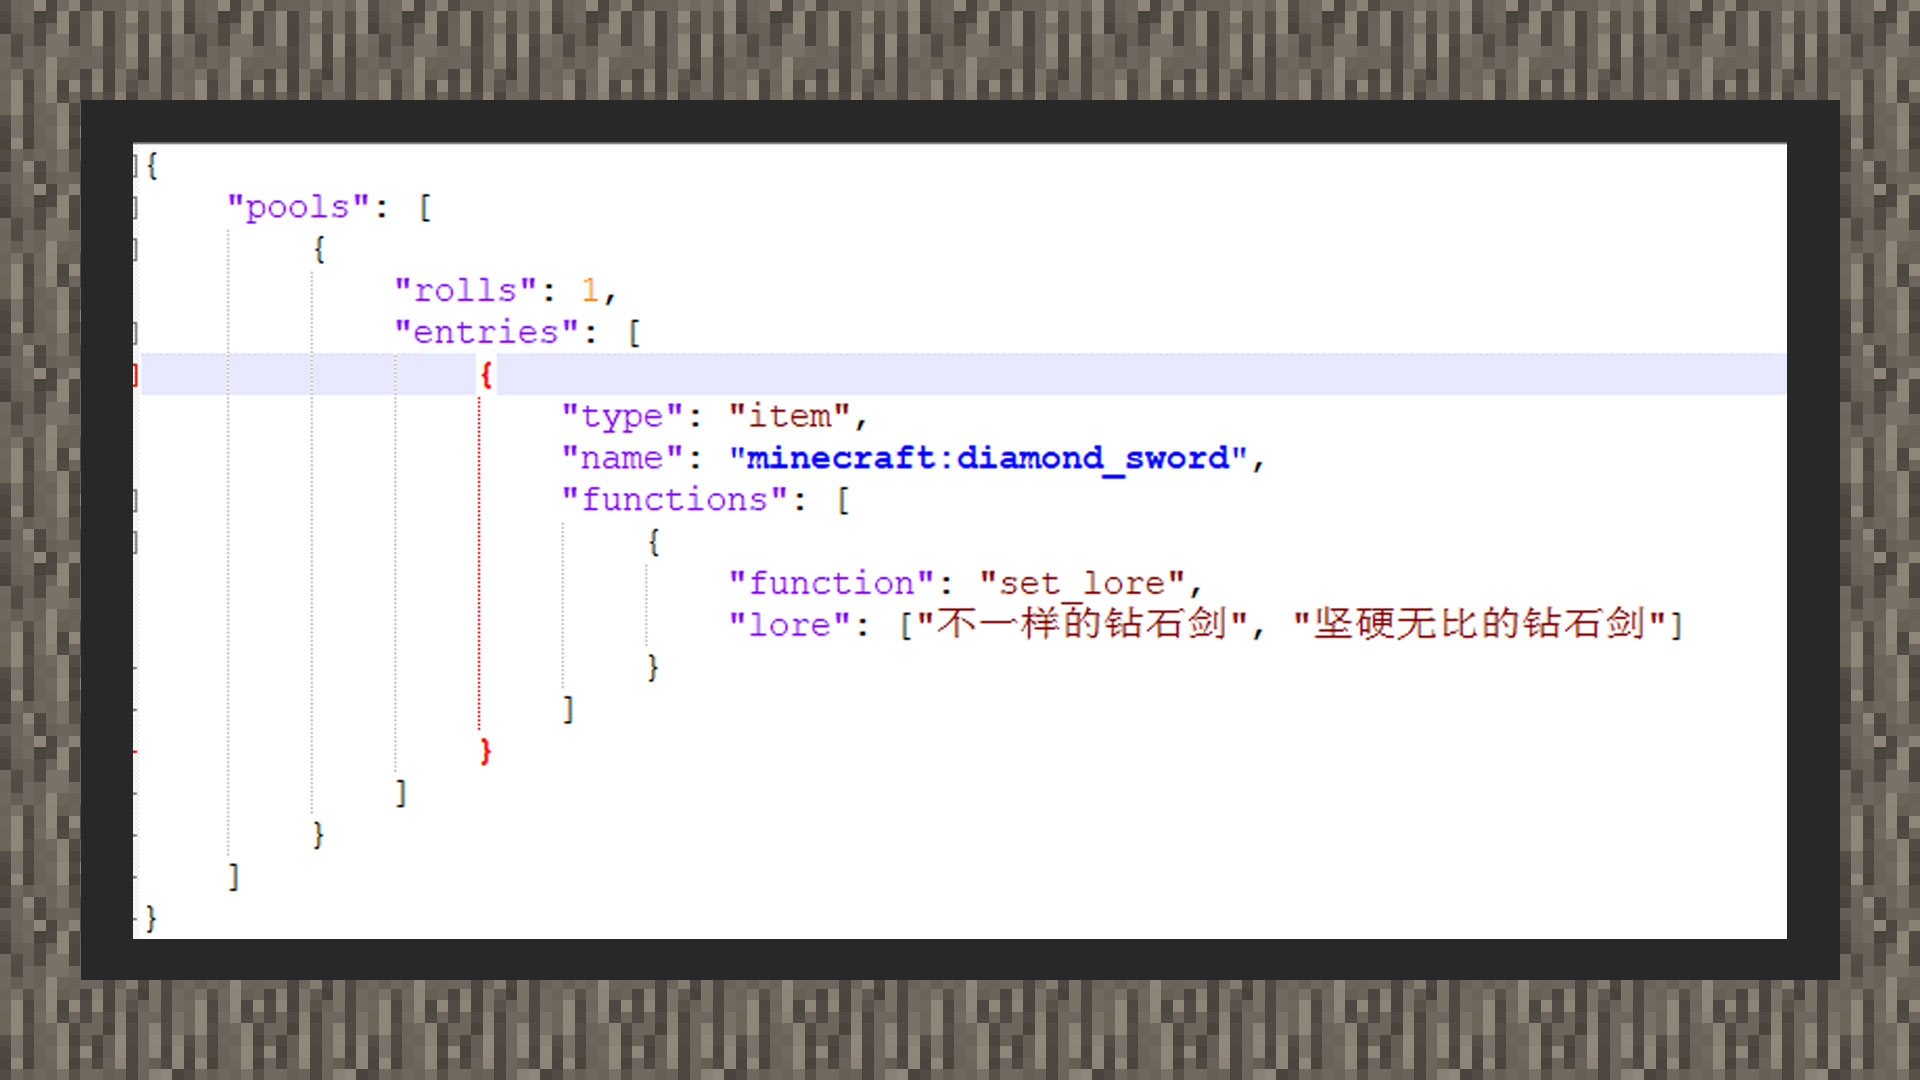 {
"pools": [
{
"rolls": 1,
"entries": [
{
"type": "item",
"name": "minecraft:diamond_sword",
"functions": [
{
"function": "set_lore",
"lore": ["不一样的钻石剑", "坚硬无比的钻石剑"]
}
]
}
]
}
]
}